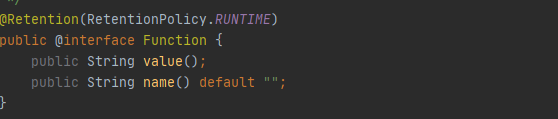 */
@Retention(RetentionPolicy.RUNTIME)
public @interface Function {
    public String value();
    public String name() default "";
}